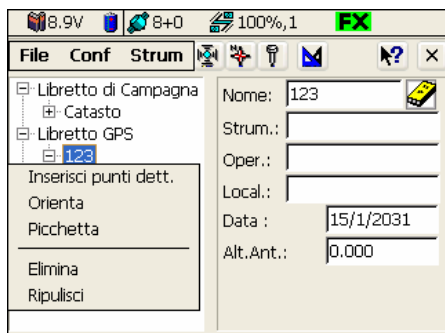 8.9V 8+0 100%,1 FX
File Conf Strum ? ×
Libretto di Campagna
Catasto
Libretto GPS
123
Inserisci punti dett.
Orienta
Picchetta
Elimina
Ripulisci
Nome: 123
Strum.:
Oper.:
Local.:
Data : 15/1/2031
Alt.Ant.: 0.000